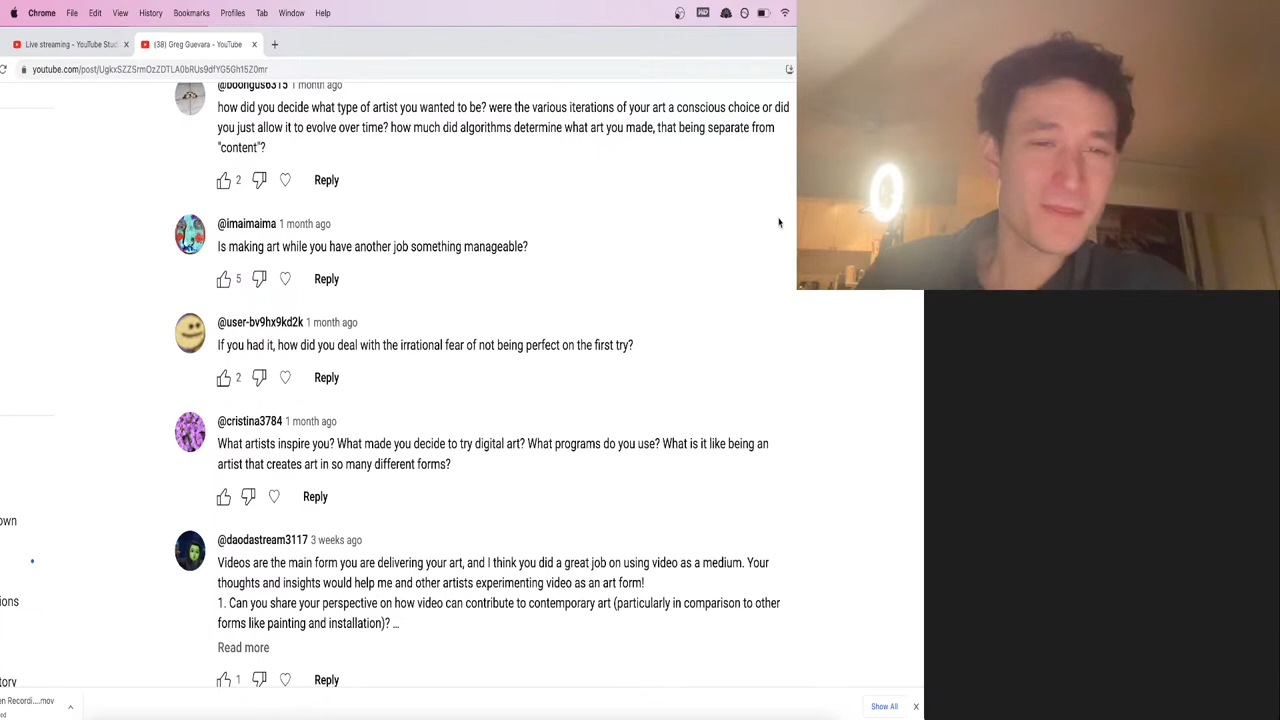 Chrome File Edit View History Bookmarks Profiles Tab Window Help
Live streaming - YouTube Stud
(38) Greg Guevara - YouTube
youtube.com/post/UgkxSZZSrmOzZDTLA0bRUs9dfYG5Gh15Z0mr
@boongus6315 1 month ago
how did you decide what type of artist you wanted to be? were the various iterations of your art a conscious choice or did
you just allow it to evolve over time? how much did algorithms determine what art you made, that being separate from
"content"?
2 Reply
@imaimaima 1 month ago
Is making art while you have another job something manageable?
5 Reply
@user-bv9hx9kd2k 1 month ago
If you had it, how did you deal with the irrational fear of not being perfect on the first try?
2 Reply
@cristina3784 1 month ago
What artists inspire you? What made you decide to try digital art? What programs do you use? What is it like being an
artist that creates art in so many different forms?
Reply
own
@daodastream3117 3 weeks ago
Videos are the main form you are delivering your art, and I think you did a great job on using video as a medium. Your
thoughts and insights would help me and other artists experimenting video as an art form!
ions
1. Can you share your perspective on how video can contribute to contemporary art (particularly in comparison to other
forms like painting and installation)? ...
Read more
tory
1 Reply
en Recordi....mov
Show All